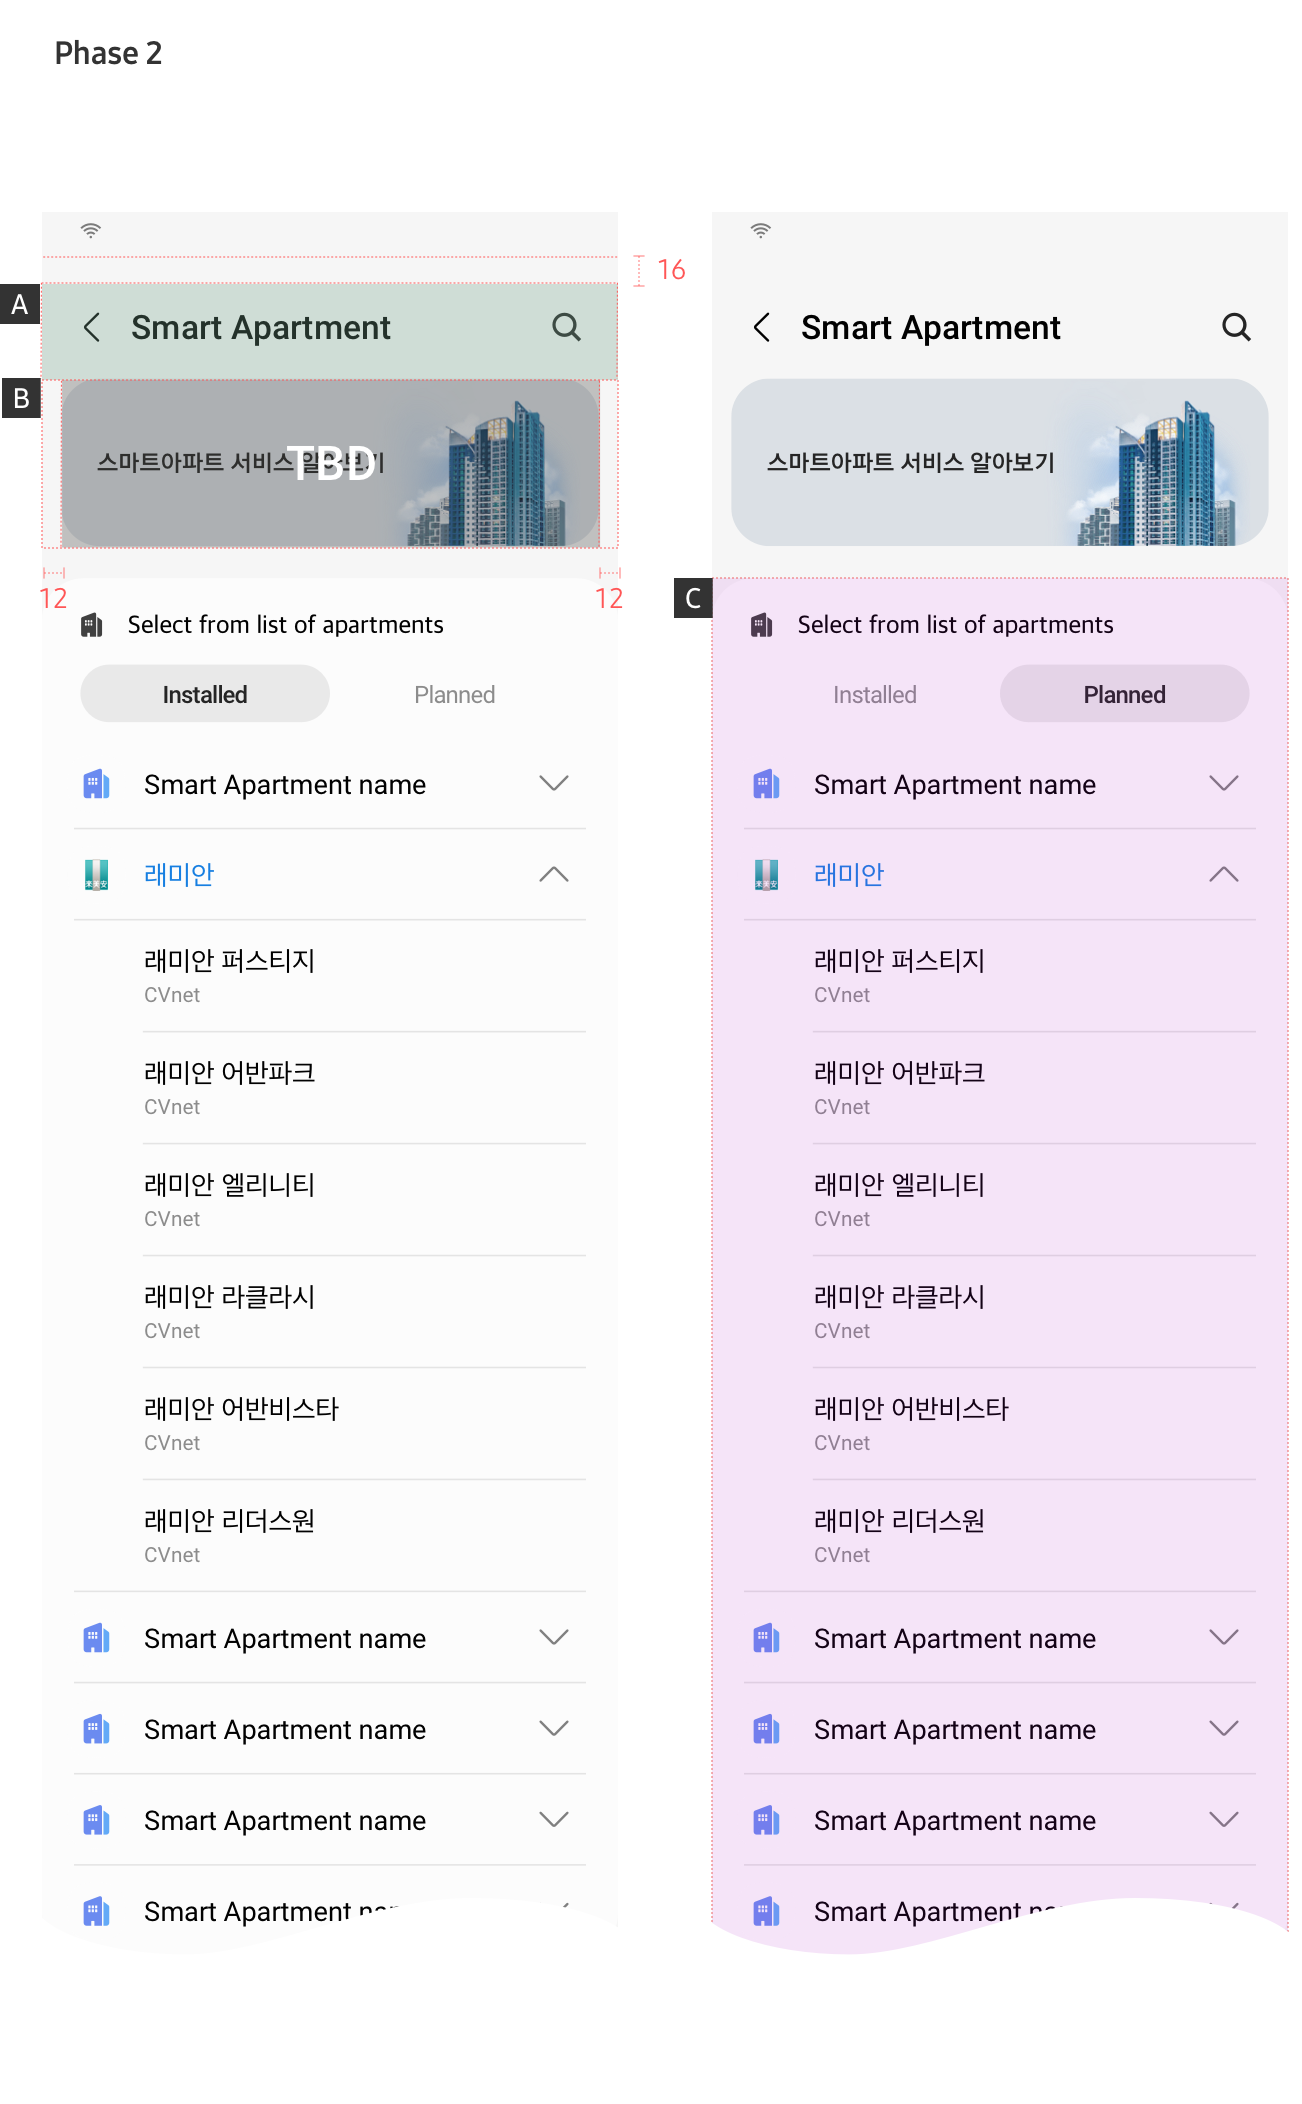 Phase 2
16
A
Smart Apartment
B
스마트아파트 서비스 알아보기
TBD
12
12
Select from list of apartments
Installed
Planned
Smart Apartment name
래미안
래미안 퍼스티지
CVnet
래미안 어반파크
CVnet
래미안 엘리니티
CVnet
래미안 라클라시
CVnet
래미안 어반비스타
CVnet
래미안 리더스원
CVnet
Smart Apartment name
Smart Apartment name
Smart Apartment name
Smart Apartment
Smart Apartment
스마트아파트 서비스 알아보기
C
Select from list of apartments
Installed
Planned
Smart Apartment name
래미안
래미안 퍼스티지
CVnet
래미안 어반파크
CVnet
래미안 엘리니티
CVnet
래미안 라클라시
CVnet
래미안 어반비스타
CVnet
래미안 리더스원
CVnet
Smart Apartment name
Smart Apartment name
Smart Apartment name
Smart Apartment